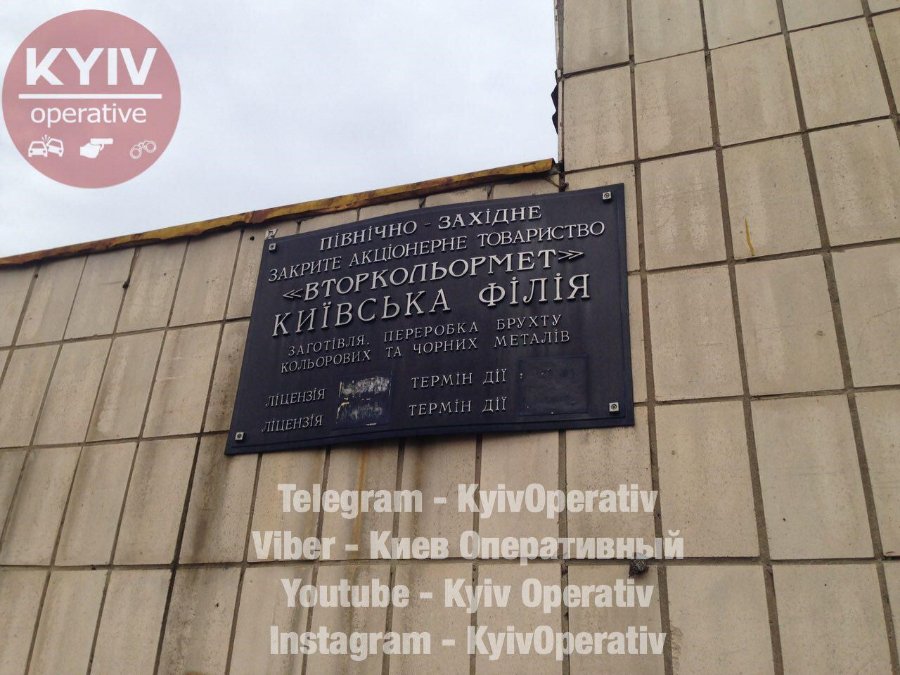 KYIV
operative
ПІВНІЧНО - ЗАХІДНЕ
ЗАКРИТЕ АКЦІОНЕРНЕ ТОВАРИСТВО
«ВТОРКОЛЬОРМЕТ»
КИЇВСЬКА ФІЛІЯ
ЗАГОТІВЛЯ, ПЕРЕРОБКА БРУХТУ
КОЛЬОРОВИХ ТА ЧОРНИХ МЕТАЛІВ
ЛІЦЕНЗІЯ ТЕРМІН ДІЇ
ЛІЦЕНЗІЯ ТЕРМІН ДІЇ
Telegram - KyivOperativ
Viber - Киев Оперативный
Youtube - Kyiv Operativ
Instagram - KyivOperativ